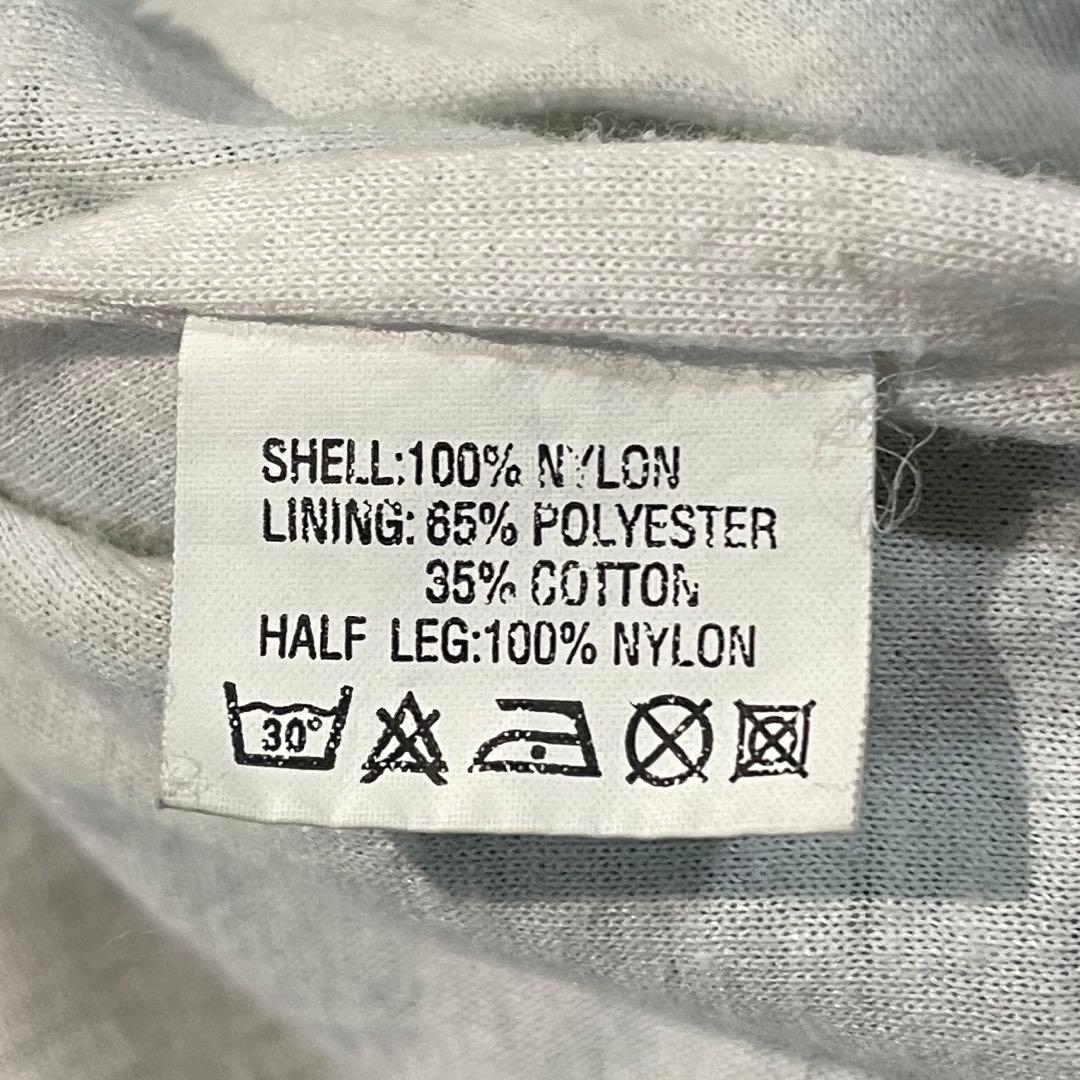 SHELL:100% NYLON
LINING: 65% POLYESTER
35% COTTON
HALF LEG:100% NYLON
30°